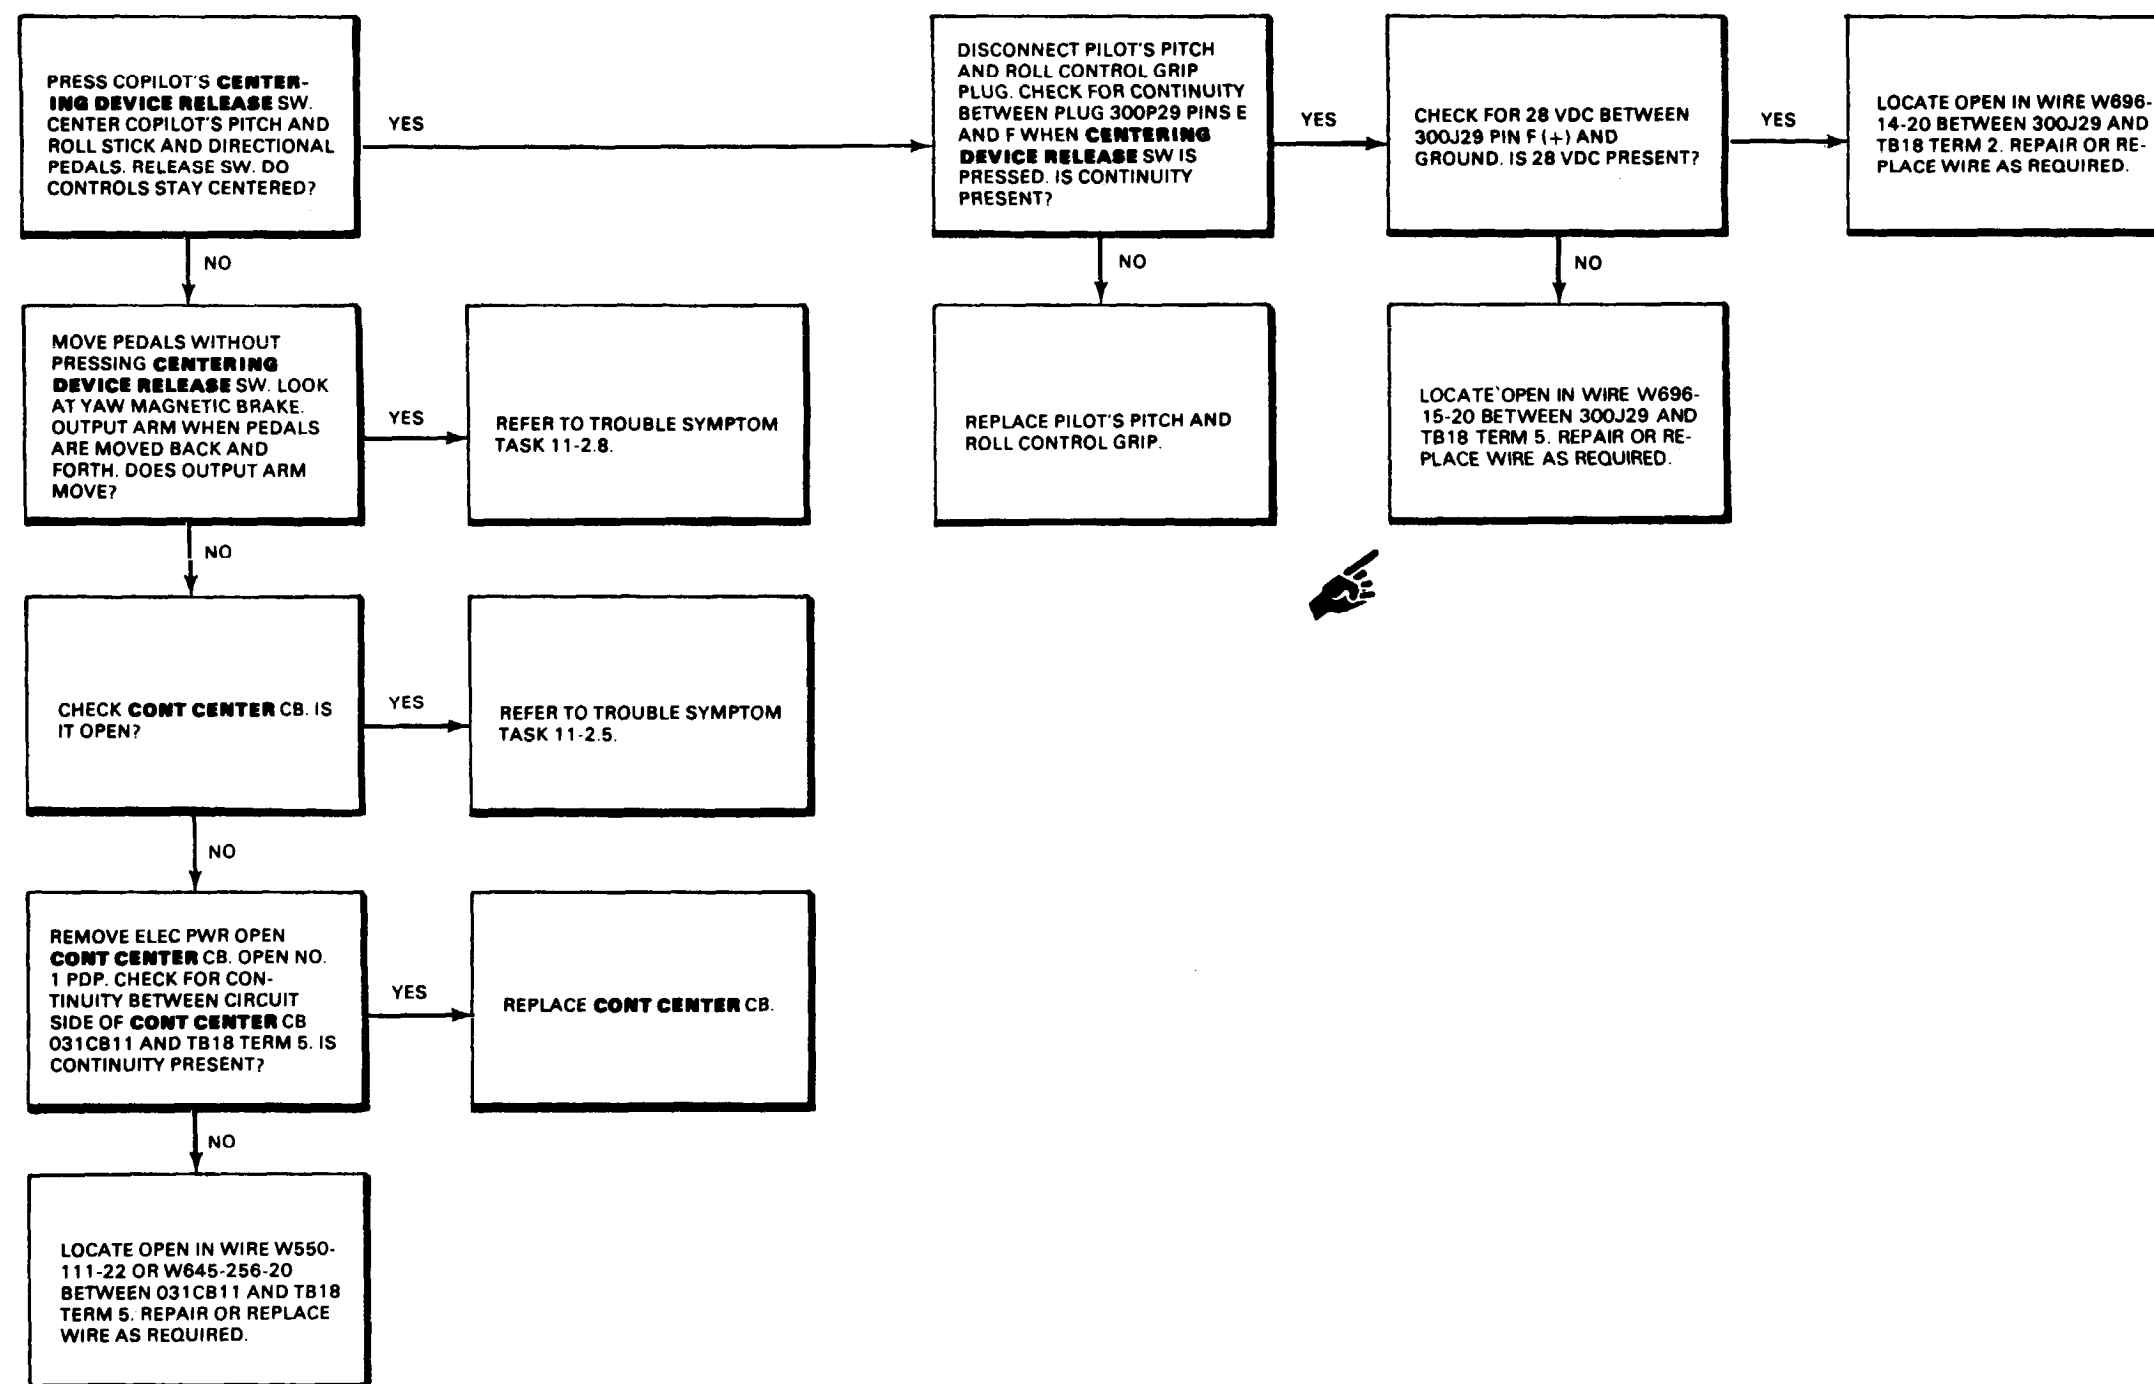 PRESS COPILOT'S CENTER-
ING DEVICE RELEASE SW.
CENTER COPILOT'S PITCH AND
ROLL STICK AND DIRECTIONAL
PEDALS. RELEASE SW. DO
CONTROLS STAY CENTERED?
YES
DISCONNECT PILOT'S PITCH
AND ROLL CONTROL GRIP
PLUG. CHECK FOR CONTINUITY
BETWEEN PLUG 300P29 PINS E
AND F WHEN CENTERING
DEVICE RELEASE SW IS
PRESSED. IS CONTINUITY
PRESENT?
YES
CHECK FOR 28 VDC BETWEEN
300J29 PIN F (+) AND
GROUND. IS 28 VDC PRESENT?
YES
LOCATE OPEN IN WIRE W696-
14-20 BETWEEN 300J29 AND
TB18 TERM 2. REPAIR OR RE-
PLACE WIRE AS REQUIRED.
NO
NO
NO
MOVE PEDALS WITHOUT
PRESSING CENTERING
DEVICE RELEASE SW. LOOK
AT YAW MAGNETIC BRAKE.
OUTPUT ARM WHEN PEDALS
ARE MOVED BACK AND
FORTH. DOES OUTPUT ARM
MOVE?
YES
REFER TO TROUBLE SYMPTOM
TASK 11-2.8.
REPLACE PILOT'S PITCH AND
ROLL CONTROL GRIP.
LOCATE OPEN IN WIRE W696-
15-20 BETWEEN 300J29 AND
TB18 TERM 5. REPAIR OR RE-
PLACE WIRE AS REQUIRED.
NO
CHECK CONT CENTER CB. IS
IT OPEN?
YES
REFER TO TROUBLE SYMPTOM
TASK 11-2.5.
NO
REMOVE ELEC PWR OPEN
CONT CENTER CB. OPEN NO.
1 PDP. CHECK FOR CON-
TINUITY BETWEEN CIRCUIT
SIDE OF CONT CENTER CB
031CB11 AND TB18 TERM 5. IS
CONTINUITY PRESENT?
YES
REPLACE CONT CENTER CB.
NO
LOCATE OPEN IN WIRE W550-
111-22 OR W645-256-20
BETWEEN 031CB11 AND TB18
TERM 5. REPAIR OR REPLACE
WIRE AS REQUIRED.